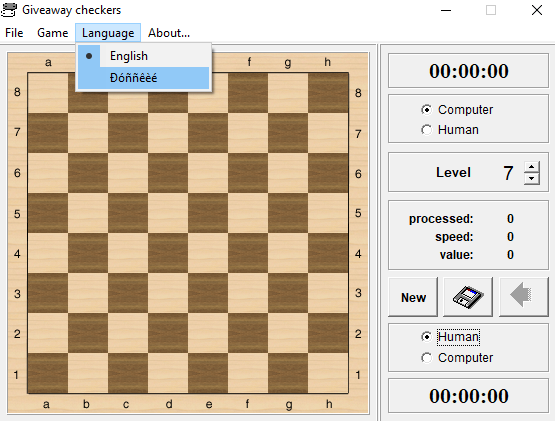 Giveaway checkers
File Game Language About...
English
Ðóññêèé
a f g h
8 8
7 7
6 6
5 5
4 4
3 3
2 2
1 1
a b c d e f g h
00:00:00
Computer
Human
Level 7
processed: 0
speed: 0
value: 0
New
Human
Computer
00:00:00